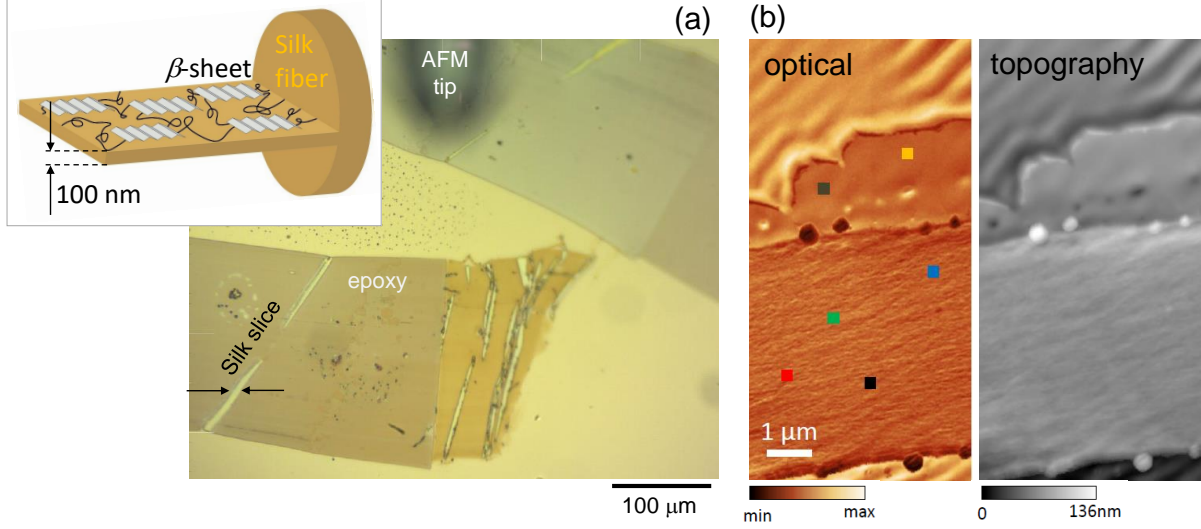 (a)
(b)
Silk
fiber
β-sheet
100 nm
AFM
tip
epoxy
Silk slice
100 μm
optical
topography
1 μm
min
max
0
136nm